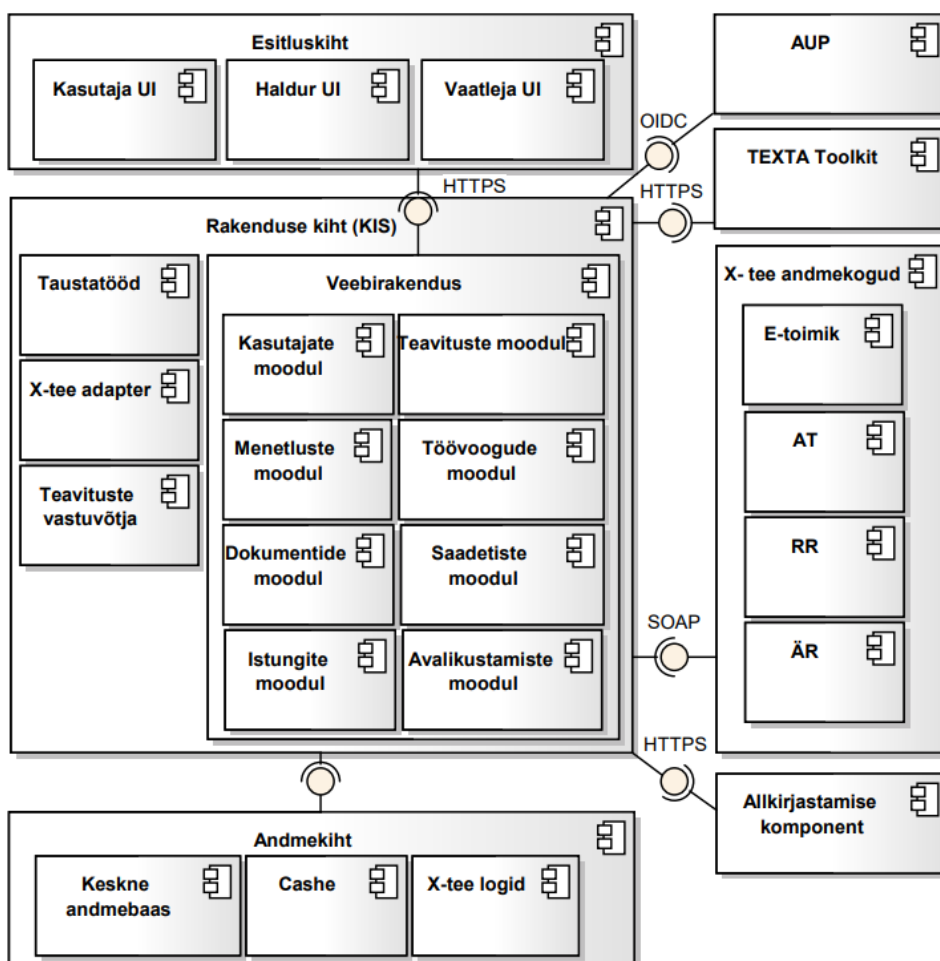 Esitluskiht
Kasutaja UI
Haldur UI
Vaatleja UI
AUP
OIDC
TEXTA Toolkit
HTTPS
HTTPS
Rakenduse kiht (KIS)
Taustatööd
X-tee adapter
Teavituste
vastuvõtja
Veebirakendus
Kasutajate
moodul
Teavituste moodul
Menetluste
moodul
Töövoogude
moodul
Dokumentide
moodul
Saadetiste
moodul
Istungite
moodul
Avalikustamiste
moodul
X- tee andmekogud
E-toimik
AT
RR
ÄR
SOAP
HTTPS
Allkirjastamise
komponent
Andmekiht
Keskne
andmebaas
Cashe
X-tee logid